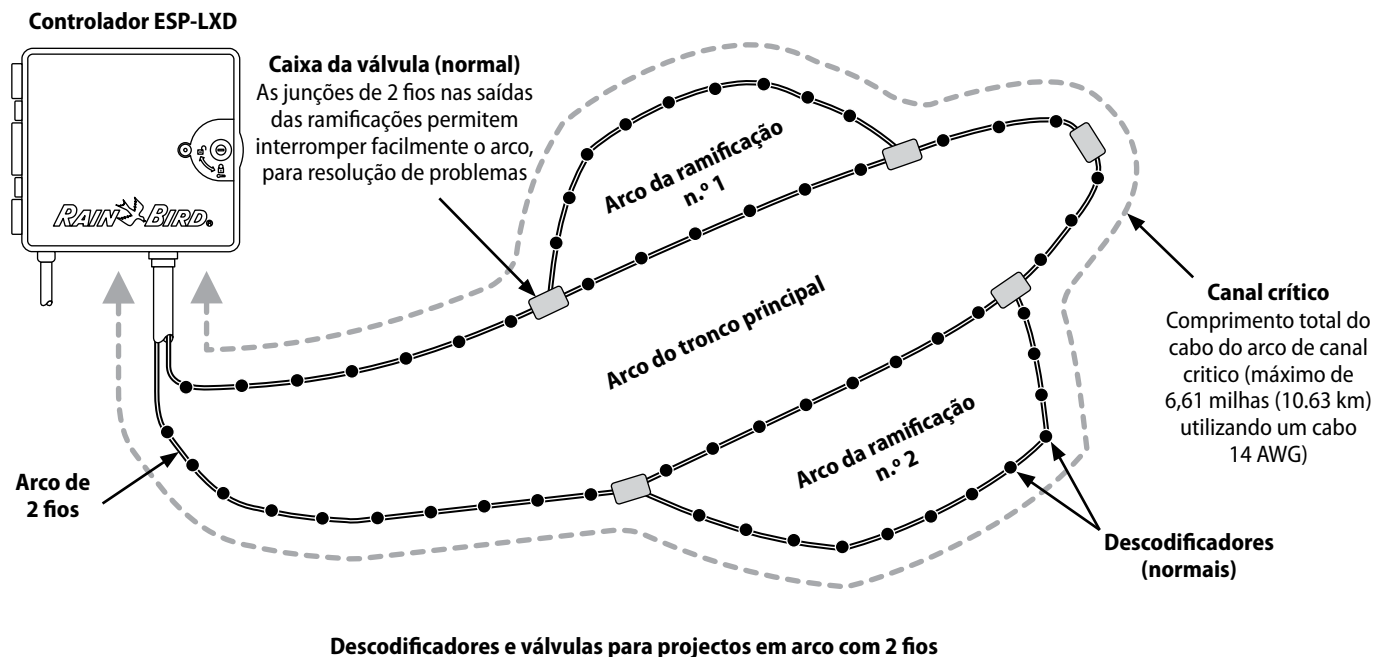 Controlador ESP-LXD
RAIN BIRD®
Caixa da válvula (normal)
As junções de 2 fios nas saídas
das ramificações permitem
interromper facilmente o arco,
para resolução de problemas
Arco da ramificação
n.º 1
Arco do tronco principal
Arco da ramificação
n.º 2
Canal crítico
Comprimento total do
cabo do arco de canal
critico (máximo de
6,61 milhas (10.63 km)
utilizando um cabo
14 AWG)
Arco de
2 fios
Descodificadores
(normais)
Descodificadores e válvulas para projectos em arco com 2 fios